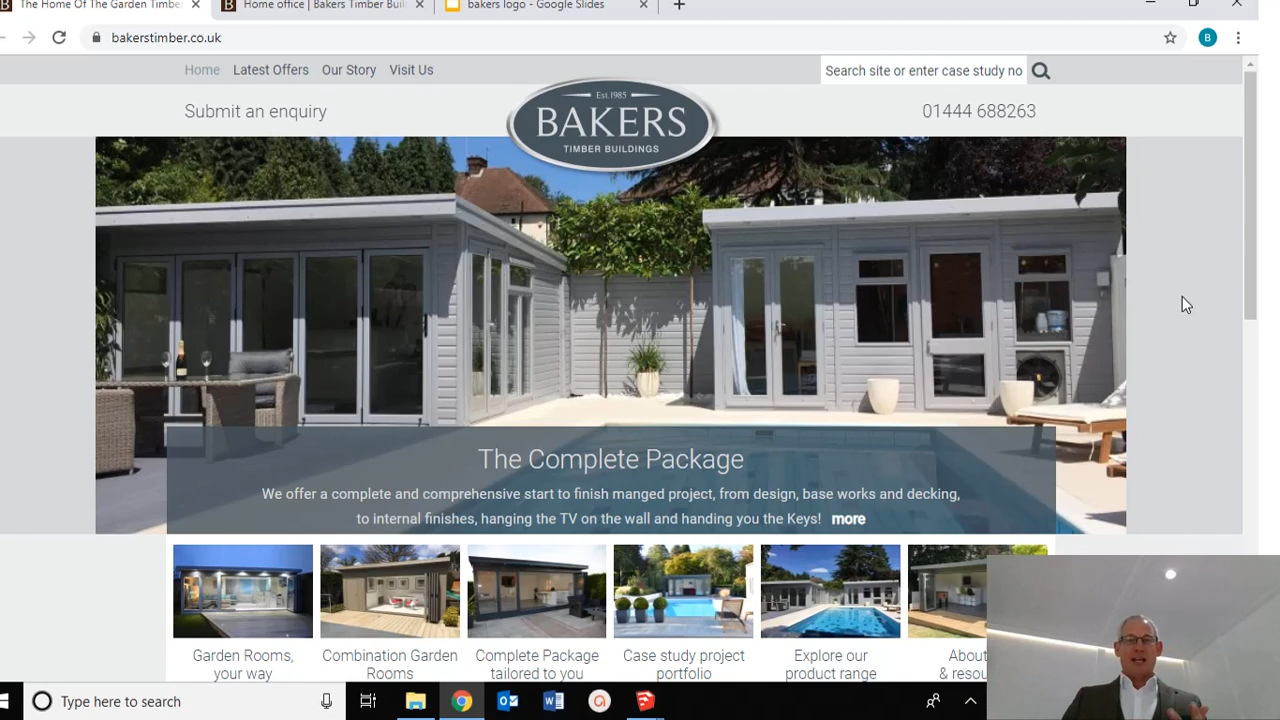 The Home Of The Garden Timbe
Home office | Bakers Timber Buil
bakers logo - Google Slides
bakerstimber.co.uk
B
Home
Latest Offers
Our Story
Visit Us
Search site or enter case study no
Submit an enquiry
Est.1985
BAKERS
TIMBER BUILDINGS
01444 688263
The Complete Package
We offer a complete and comprehensive start to finish manged project, from design, base works and decking,
to internal finishes, hanging the TV on the wall and handing you the Keys! more
Garden Rooms,
your way
Combination Garden
Rooms
Complete Package
tailored to you
Case study project
portfolio
Explore our
product range
About
& resou
Type here to search